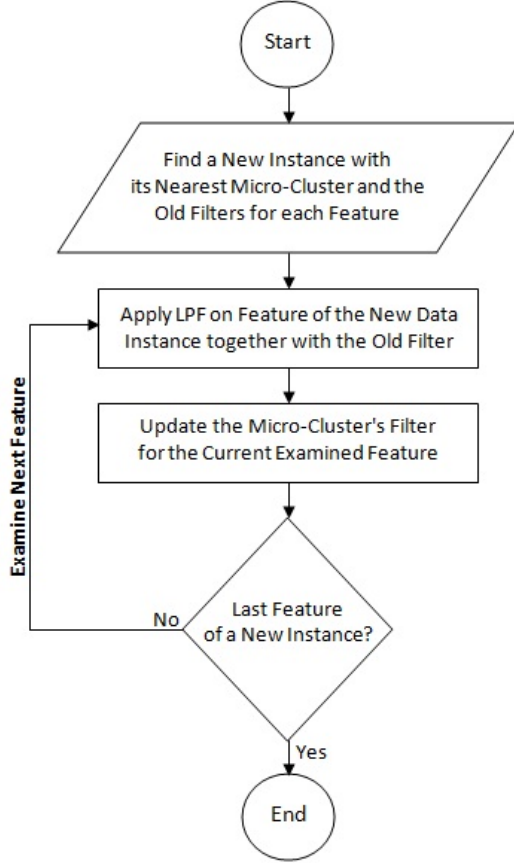 Start
Find a New Instance with
its Nearest Micro-Cluster and the
Old Filters for each Feature
Apply LPF on Feature of the New Data
Instance together with the Old Filter
Update the Micro-Cluster's Filter
for the Current Examined Feature
Examine Next Feature
Last Feature
of a New Instance?
No
Yes
End